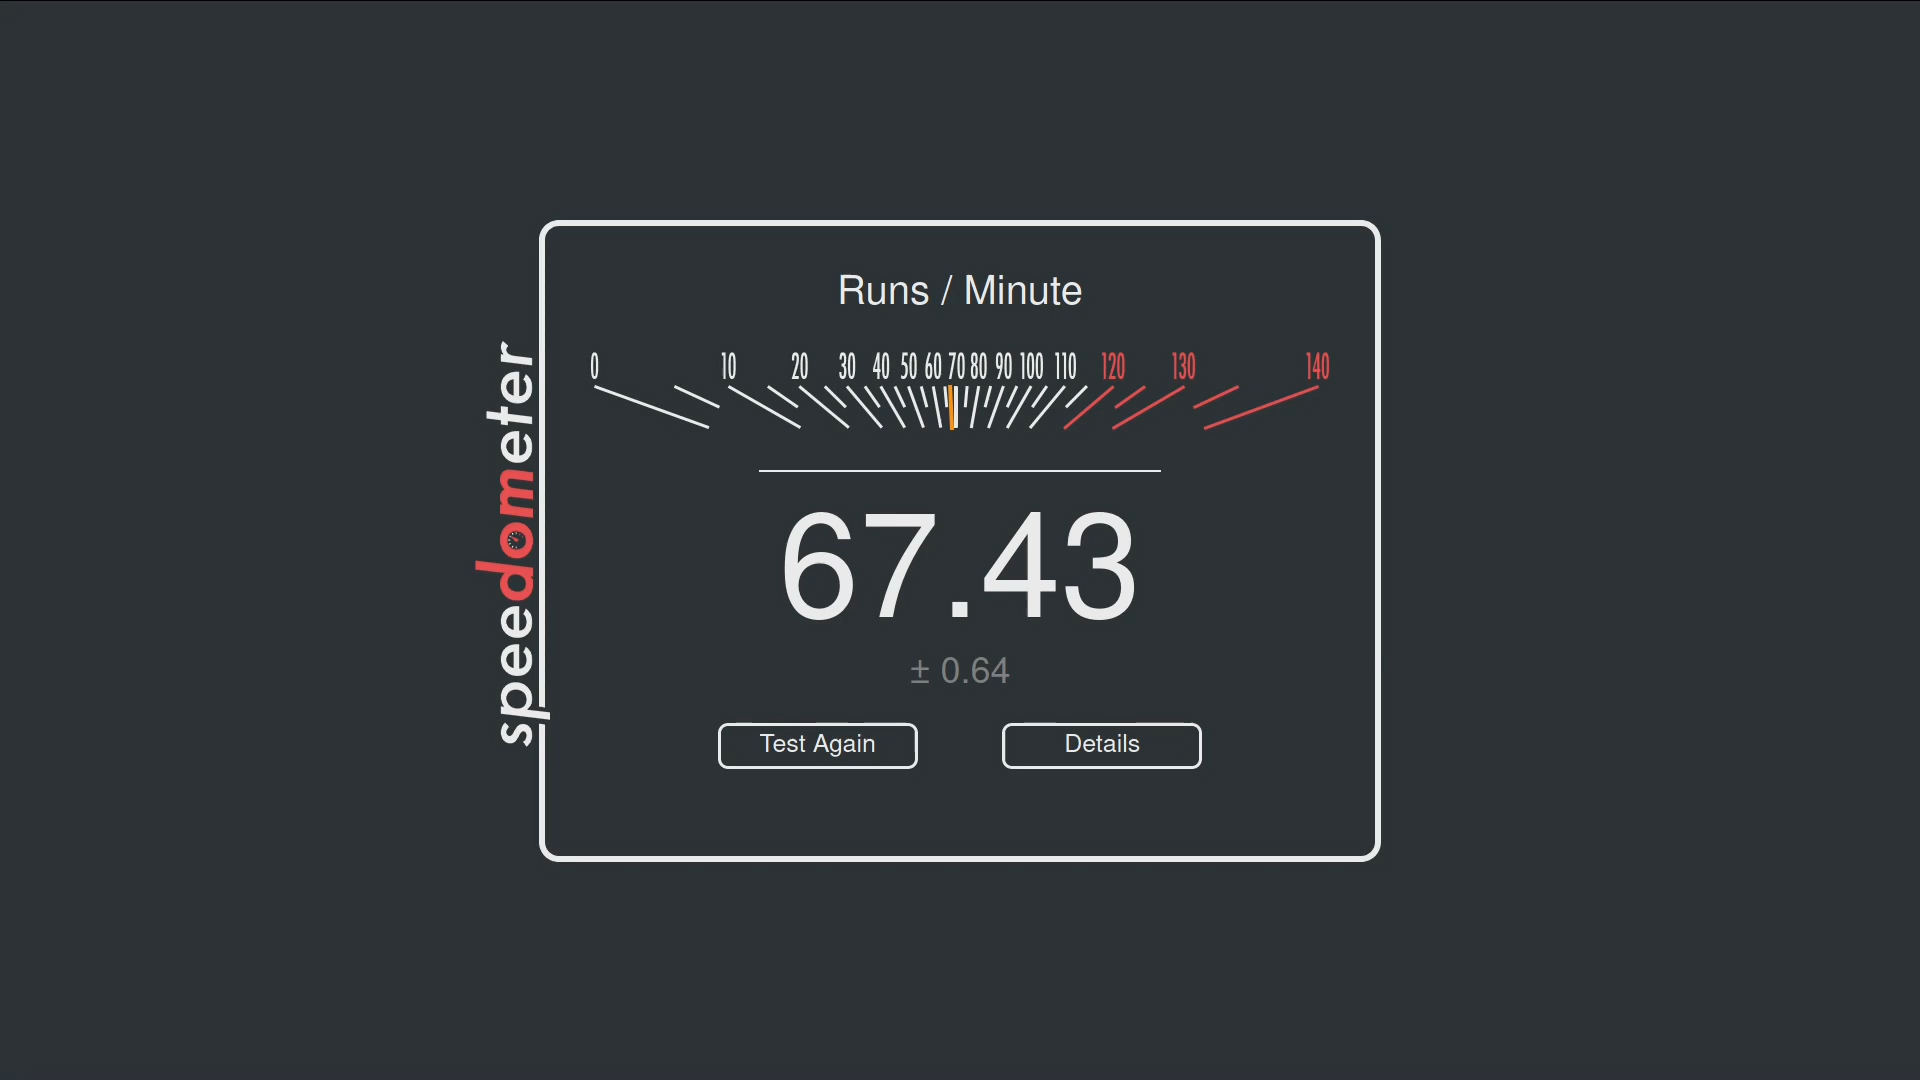 speedometer
Runs / Minute
0 10 20 30 40 50 60 70 80 90 100 110 120 130 140
67.43
± 0.64
Test Again
Details